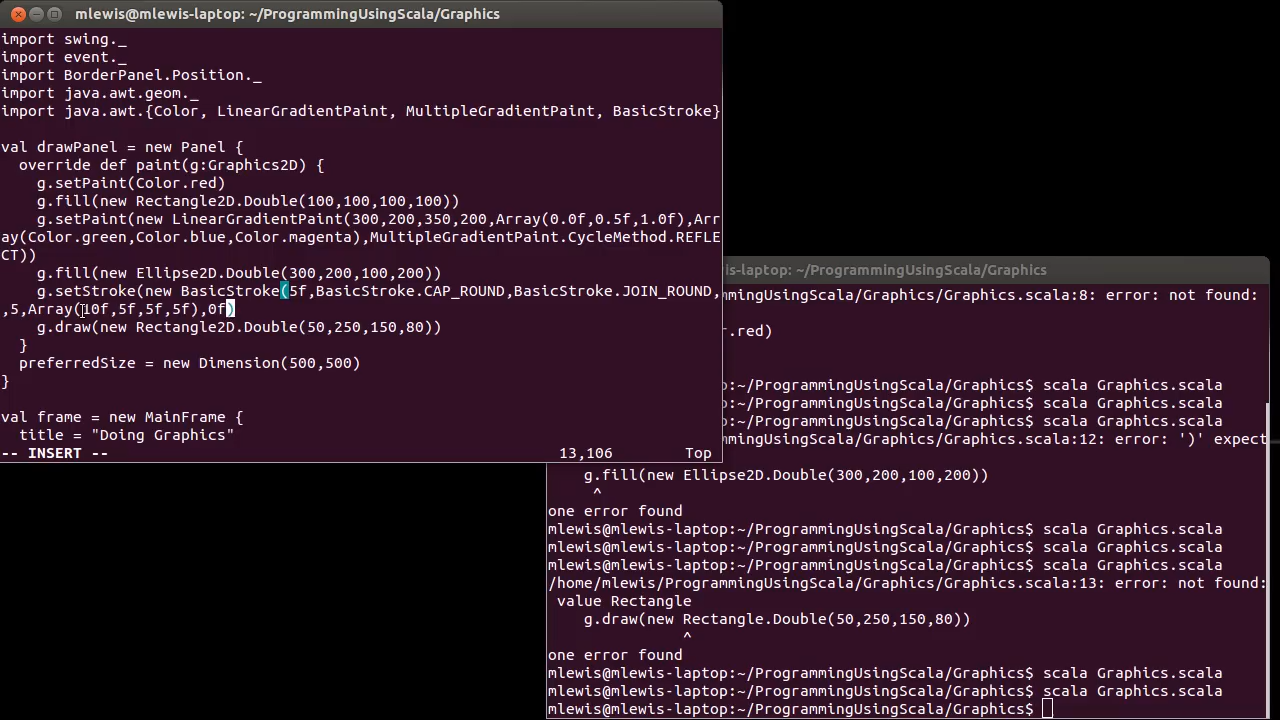 mlewis@mlewis-laptop: ~/ProgrammingUsingScala/Graphics
import swing._
import event._
import BorderPanel.Position._
import java.awt.geom._
import java.awt.{Color, LinearGradientPaint, MultipleGradientPaint, BasicStroke}
val drawPanel = new Panel {
override def paint(g:Graphics2D) {
g.setPaint(Color.red)
g.fill(new Rectangle2D.Double(100,100,100,100))
g.setPaint(new LinearGradientPaint(300,200,350,200,Array(0.0f,0.5f,1.0f),Arr
ay(Color.green,Color.blue,Color.magenta),MultipleGradientPaint.CycleMethod.REFLE
CT))
g.fill(new Ellipse2D.Double(300,200,100,200))
g.setStroke(new BasicStroke(5f,BasicStroke.CAP_ROUND,BasicStroke.JOIN_ROUND,
,5,Array(10f,5f,5f,5f),0f)
g.draw(new Rectangle2D.Double(50,250,150,80))
}
preferredSize = new Dimension(500,500)
}
val frame = new MainFrame {
title = "Doing Graphics"
-- INSERT -- 13,106 Top
is-laptop: ~/ProgrammingUsingScala/Graphics
mmingUsingScala/Graphics/Graphics.scala:8: error: not found:
r.red)
p:~/ProgrammingUsingScala/Graphics$ scala Graphics.scala
p:~/ProgrammingUsingScala/Graphics$ scala Graphics.scala
p:~/ProgrammingUsingScala/Graphics$ scala Graphics.scala
mmingUsingScala/Graphics/Graphics.scala:12: error: ')' expect
g.fill(new Ellipse2D.Double(300,200,100,200))
^
one error found
mlewis@mlewis-laptop:~/ProgrammingUsingScala/Graphics$ scala Graphics.scala
mlewis@mlewis-laptop:~/ProgrammingUsingScala/Graphics$ scala Graphics.scala
mlewis@mlewis-laptop:~/ProgrammingUsingScala/Graphics$ scala Graphics.scala
/home/mlewis/ProgrammingUsingScala/Graphics/Graphics.scala:13: error: not found:
value Rectangle
g.draw(new Rectangle.Double(50,250,150,80))
^
one error found
mlewis@mlewis-laptop:~/ProgrammingUsingScala/Graphics$ scala Graphics.scala
mlewis@mlewis-laptop:~/ProgrammingUsingScala/Graphics$ scala Graphics.scala
mlewis@mlewis-laptop:~/ProgrammingUsingScala/Graphics$